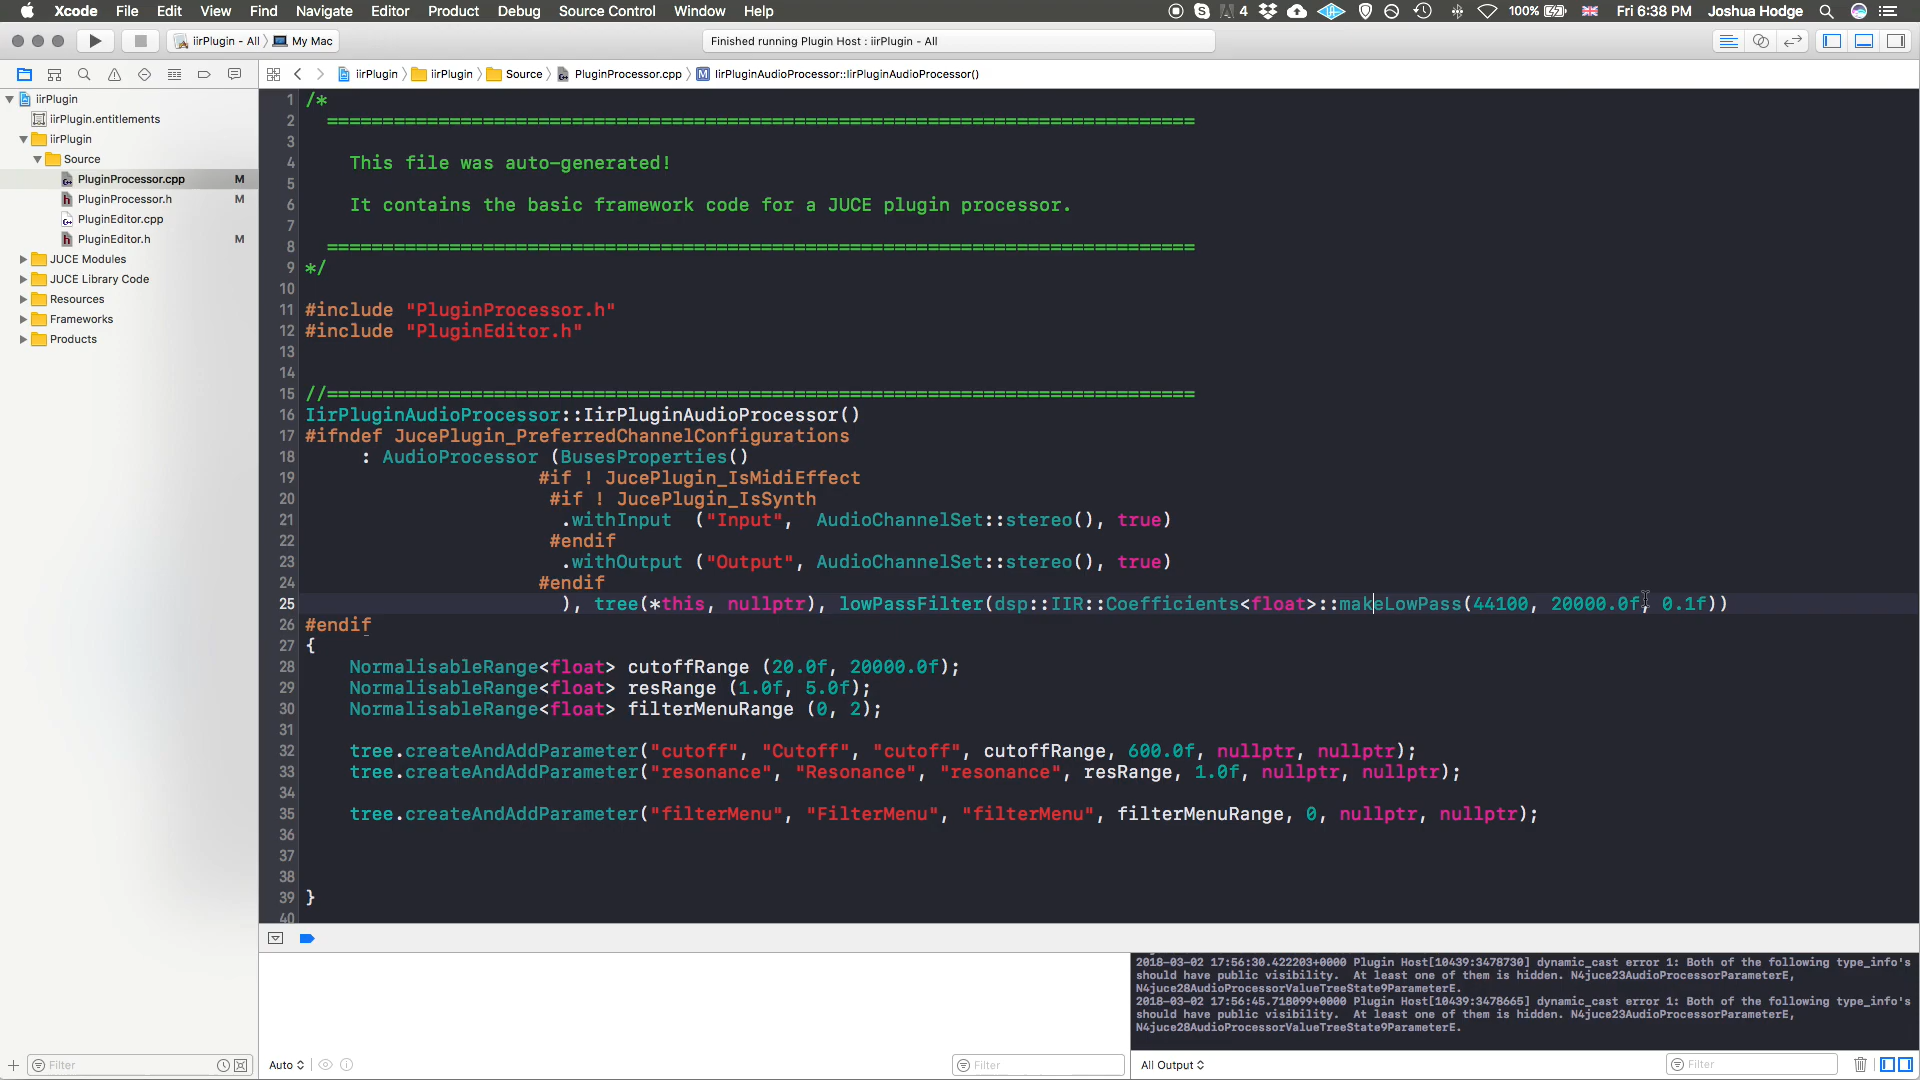 Xcode File Edit View Find Navigate Editor Product Debug Source Control Window Help 4 100% Fri 6:38 PM Joshua Hodge
iirPlugin - All My Mac Finished running Plugin Host : iirPlugin - All
iirPlugin iirPlugin Source PluginProcessor.cpp M IirPluginAudioProcessor::IirPluginAudioProcessor()
iirPlugin
iirPlugin.entitlements
iirPlugin
Source
PluginProcessor.cpp M
PluginProcessor.h M
PluginEditor.cpp
PluginEditor.h M
JUCE Modules
JUCE Library Code
Resources
Frameworks
Products
1 /*
2 ==============================================================================
3
4 This file was auto-generated!
5
6 It contains the basic framework code for a JUCE plugin processor.
7
8 ==============================================================================
9 */
10
11 #include "PluginProcessor.h"
12 #include "PluginEditor.h"
13
14
15 //==============================================================================
16 IirPluginAudioProcessor::IirPluginAudioProcessor()
17 #ifndef JucePlugin_PreferredChannelConfigurations
18 : AudioProcessor (BusesProperties()
19 #if ! JucePlugin_IsMidiEffect
20 #if ! JucePlugin_IsSynth
21 .withInput ("Input", AudioChannelSet::stereo(), true)
22 #endif
23 .withOutput ("Output", AudioChannelSet::stereo(), true)
24 #endif
25 ), tree(*this, nullptr), lowPassFilter(dsp::IIR::Coefficients<float>::makeLowPass(44100, 20000.0f, 0.1f))
26 #endif
27 {
28 NormalisableRange<float> cutoffRange (20.0f, 20000.0f);
29 NormalisableRange<float> resRange (1.0f, 5.0f);
30 NormalisableRange<float> filterMenuRange (0, 2);
31
32 tree.createAndAddParameter("cutoff", "Cutoff", "cutoff", cutoffRange, 600.0f, nullptr, nullptr);
33 tree.createAndAddParameter("resonance", "Resonance", "resonance", resRange, 1.0f, nullptr, nullptr);
34
35 tree.createAndAddParameter("filterMenu", "FilterMenu", "filterMenu", filterMenuRange, 0, nullptr, nullptr);
36
37
38
39 }
40
2018-03-02 17:56:30.422203+0000 Plugin Host[10439:3478730] dynamic_cast error 1: Both of the following type_info's
should have public visibility. At least one of them is hidden. N4juce23AudioProcessorParameterE,
N4juce28AudioProcessorValueTreeState9ParameterE.
2018-03-02 17:56:45.718099+0000 Plugin Host[10439:3478665] dynamic_cast error 1: Both of the following type_info's
should have public visibility. At least one of them is hidden. N4juce23AudioProcessorParameterE,
N4juce28AudioProcessorValueTreeState9ParameterE.
Filter Auto Filter All Output Filter